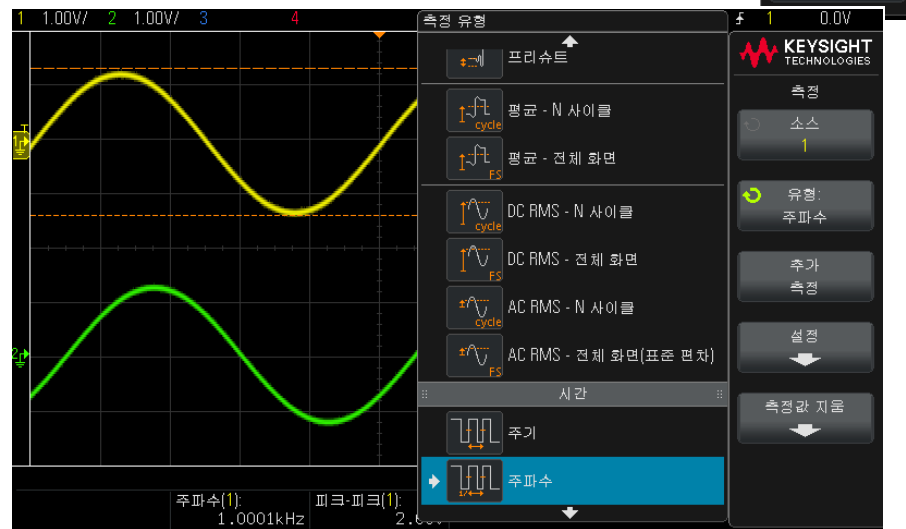 1 1.00V/ 2 1.00V/ 3 4
측정 유형
1 0.0V
프리슈트
cycle
평균 - N 사이클
FS
평균 - 전체 화면
cycle
DC RMS - N 사이클
FS
DC RMS - 전체 화면
cycle
AC RMS - N 사이클
FS
AC RMS - 전체 화면(표준 편차)
시간
주기
1/
주파수
KEYSIGHT
TECHNOLOGIES
측정
소스
1
유형:
주파수
추가
측정
설정
측정값 지움
1
2
주파수(1):
1.0001kHz
피크-피크(1):